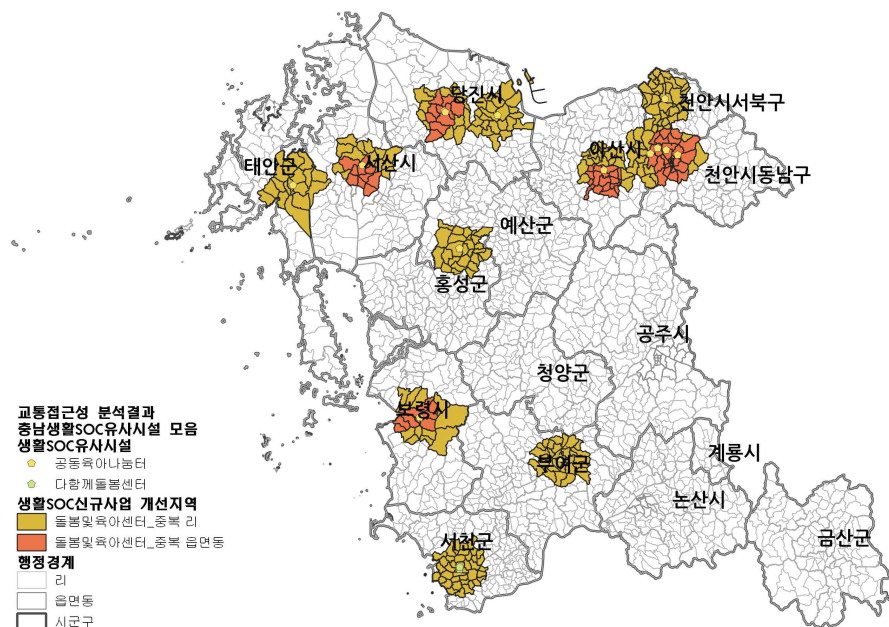 당진시
천안시서북구
아산시
서산시
태안군
천안시동남구
예산군
홍성군
공주시
청양군
보령시
계룡시
부여군
논산시
서천군
금산군
교통접근성 분석결과
충남생활SOC유사시설 모음
생활SOC유사시설
공동육아나눔터
다함께돌봄센터
생활SOC신규사업 개선지역
돌봄및육아센터_중복 리
돌봄및육아센터_중복 읍면동
행정경계
리
읍면동
시군구